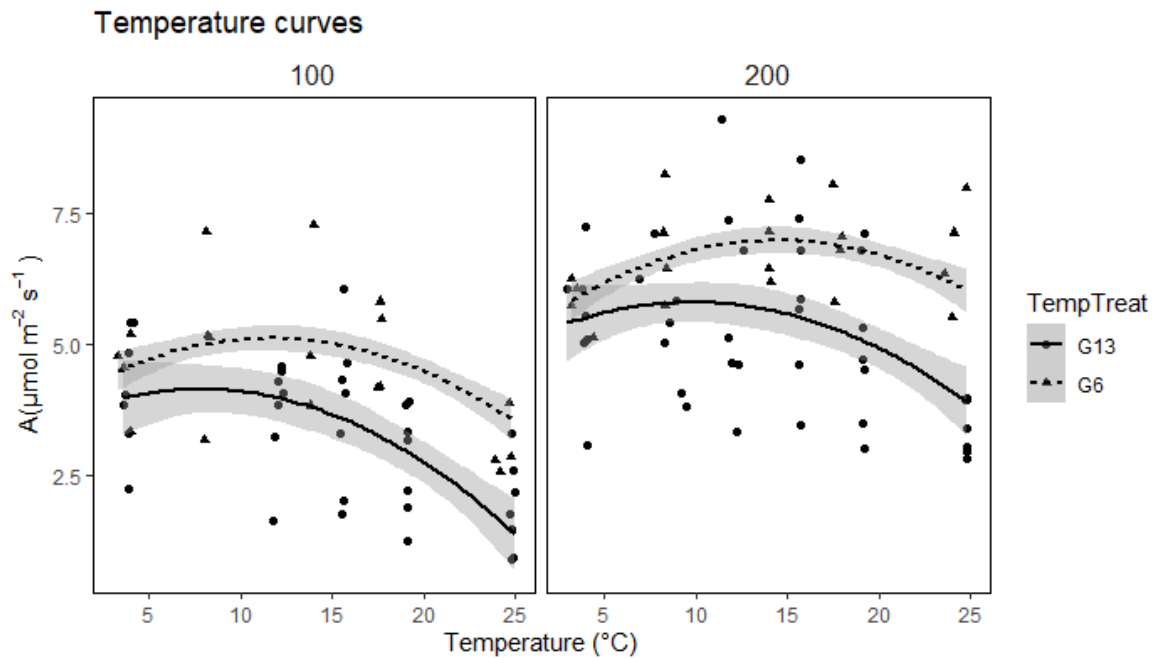 Temperature curves
100 200
7.5
5.0
2.5
A(μmol m⁻² s⁻¹)
5 10 15 20 25 5 10 15 20 25
Temperature (°C)
TempTreat
G13
G6